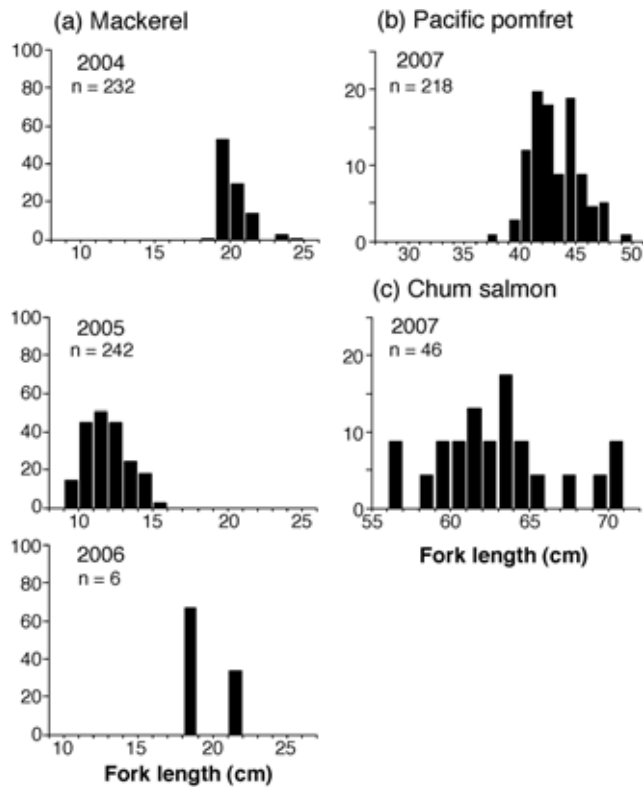 (a) Mackerel
100
80
60
40
20
0
2004
n = 232
10 15 20 25
(b) Pacific pomfret
20
10
0
2007
n = 218
30 35 40 45 50
100
80
60
40
20
0
2005
n = 242
10 15 20 25
(c) Chum salmon
20
10
0
2007
n = 46
55 60 65 70
Fork length (cm)
100
80
60
40
20
0
2006
n = 6
10 15 20 25
Fork length (cm)